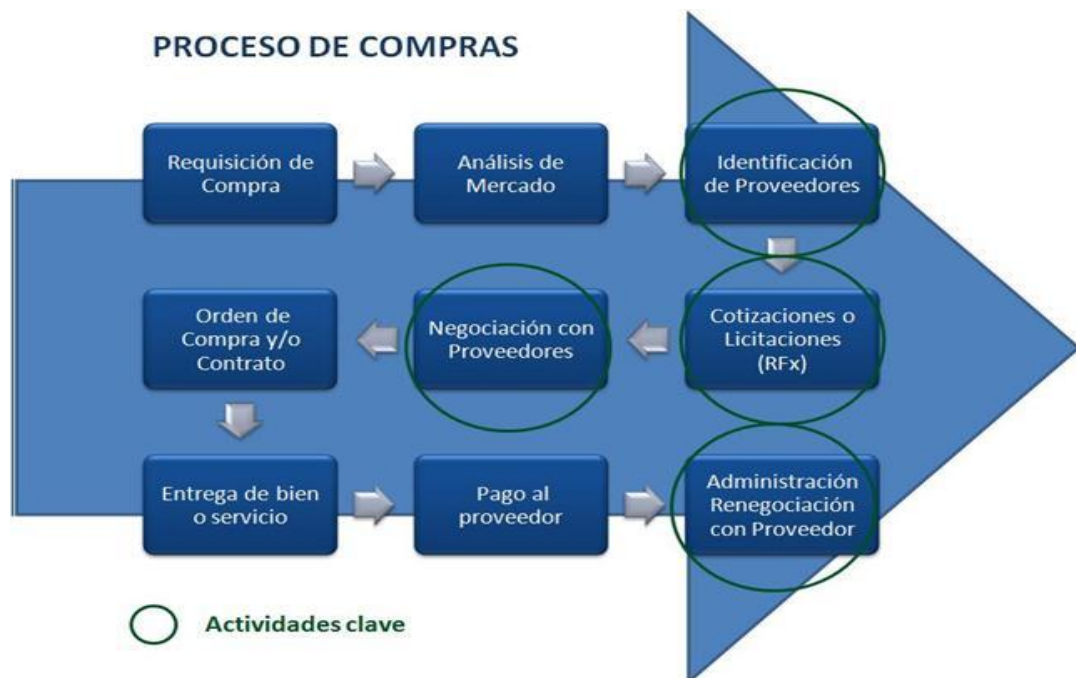 PROCESO DE COMPRAS
Requisición de
Compra
Análisis de
Mercado
Identificación
de Proveedores
Cotizaciones o
Licitaciones
(RFx)
Negociación con
Proveedores
Orden de
Compra y/o
Contrato
Entrega de bien
o servicio
Pago al
proveedor
Administración
Renegociación
con Proveedor
Actividades clave